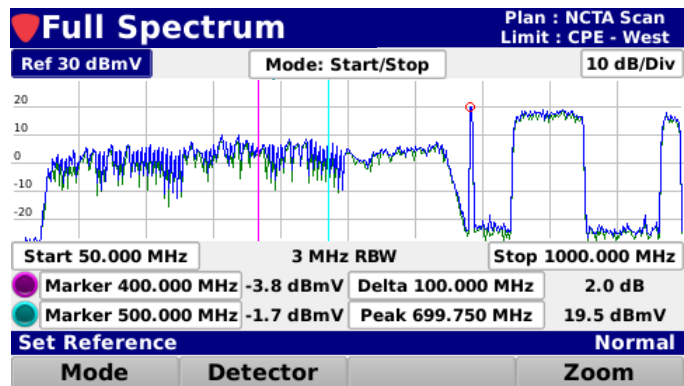 Full Spectrum
Plan : NCTA Scan
Limit : CPE - West
Ref 30 dBmV
Mode: Start/Stop
10 dB/Div
20
10
0
-10
-20
Start 50.000 MHz
3 MHz RBW
Stop 1000.000 MHz
Marker 400.000 MHz -3.8 dBmV Delta 100.000 MHz 2.0 dB
Marker 500.000 MHz -1.7 dBmV Peak 699.750 MHz 19.5 dBmV
Set Reference
Normal
Mode
Detector
Zoom